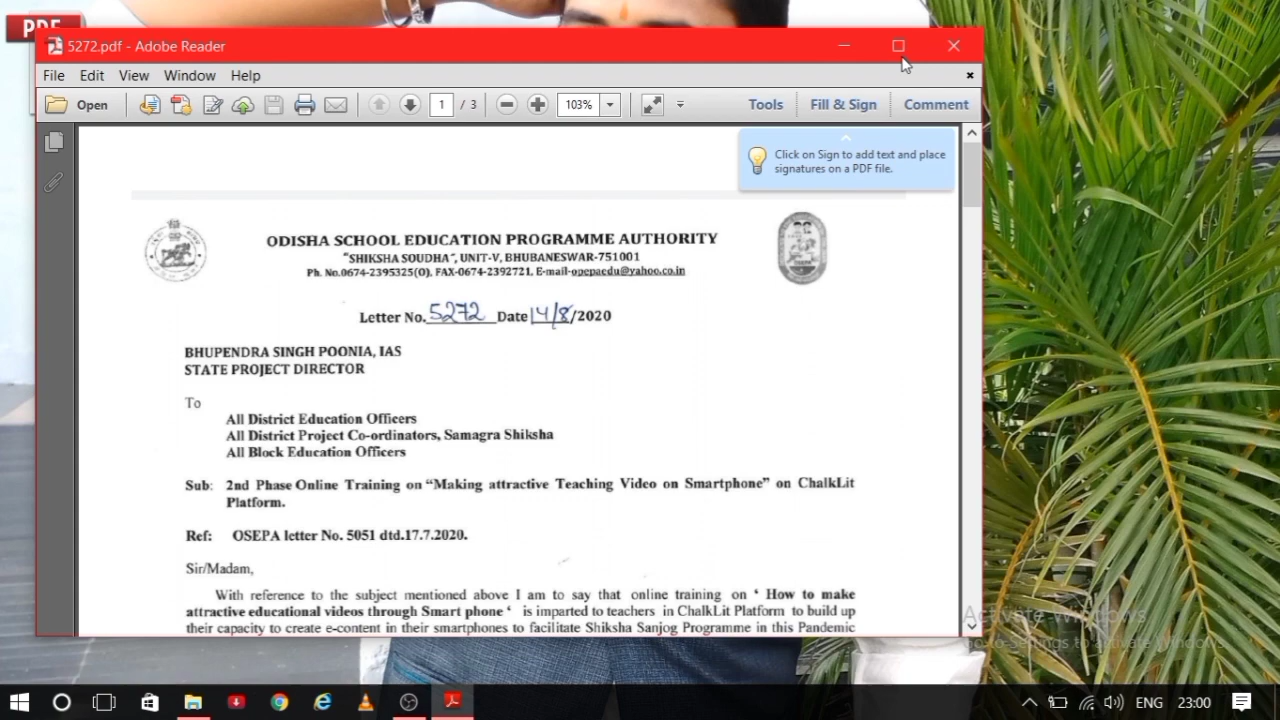 PDF
5272.pdf - Adobe Reader
File Edit View Window Help
Open 1 / 3 103% Tools Fill & Sign Comment
Click on Sign to add text and place
signatures on a PDF file.
ODISHA SCHOOL EDUCATION PROGRAMME AUTHORITY
"SHIKSHA SOUDHA", UNIT-V, BHUBANESWAR-751001
Ph. No.0674-2395325(O), FAX-0674-2392721, E-mail-opepaedu@yahoo.co.in
Letter No. 5272 Date 14/8/2020
BHUPENDRA SINGH POONIA, IAS
STATE PROJECT DIRECTOR
To
All District Education Officers
All District Project Co-ordinators, Samagra Shiksha
All Block Education Officers
Sub: 2nd Phase Online Training on “Making attractive Teaching Video on Smartphone” on ChalkLit
Platform.
Ref: OSEPA letter No. 5051 dtd.17.7.2020.
Sir/Madam,
With reference to the subject mentioned above I am to say that online training on ‘ How to make
attractive educational videos through Smart phone ‘ is imparted to teachers in ChalkLit Platform to build up
their capacity to create e-content in their smartphones to facilitate Shiksha Sanjog Programme in this Pandemic
Activate Windows
Go to Settings to activate Windows.
ENG 23:00